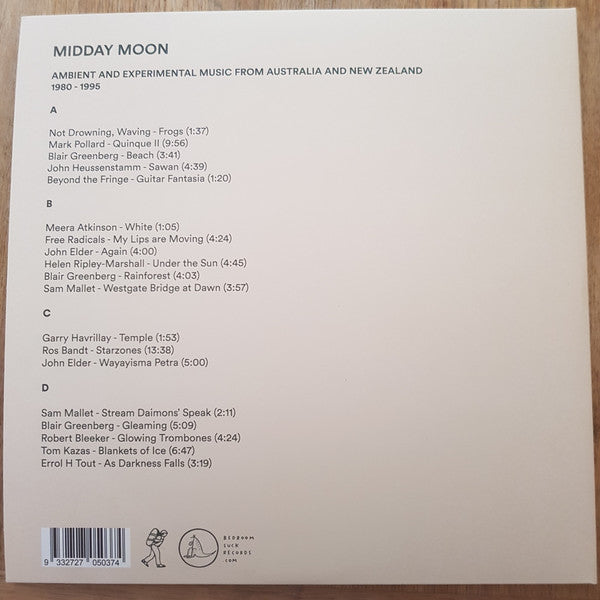 MIDDAY MOON
AMBIENT AND EXPERIMENTAL MUSIC FROM AUSTRALIA AND NEW ZEALAND
1980 - 1995
A
Not Drowning, Waving - Frogs (1:37)
Mark Pollard - Quinque II (9:56)
Blair Greenberg - Beach (3:41)
John Heussenstamm - Sawan (4:39)
Beyond the Fringe - Guitar Fantasia (1:20)
B
Meera Atkinson - White (1:05)
Free Radicals - My Lips are Moving (4:24)
John Elder - Again (4:00)
Helen Ripley-Marshall - Under the Sun (4:45)
Blair Greenberg - Rainforest (4:03)
Sam Mallet - Westgate Bridge at Dawn (3:57)
C
Garry Havrillay - Temple (1:53)
Ros Bandt - Starzones (13:38)
John Elder - Wayayisma Petra (5:00)
D
Sam Mallet - Stream Daimons' Speak (2:11)
Blair Greenberg - Gleaming (5:09)
Robert Bleeker - Glowing Trombones (4:24)
Tom Kazas - Blankets of Ice (6:47)
Errol H Tout - As Darkness Falls (3:19)
9 332727 050374
BEDROOM
SUCK
RECORDS
.COM